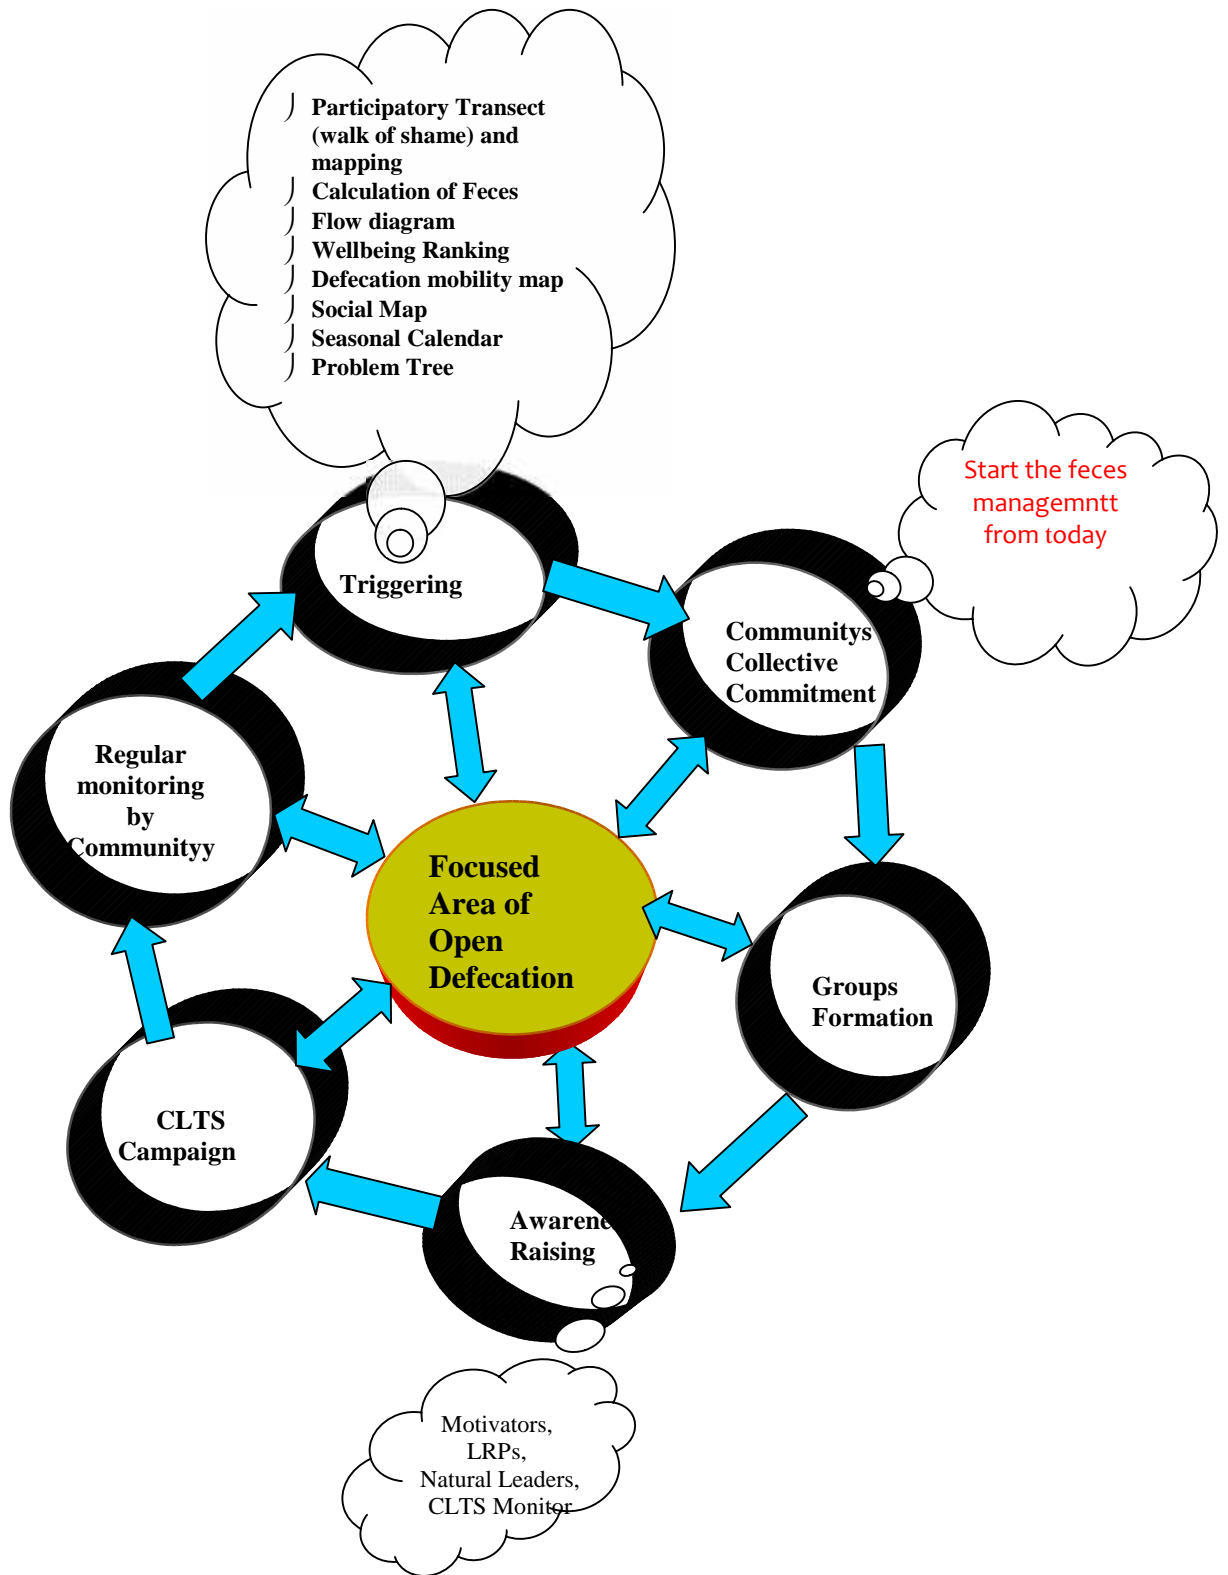 Participatory Transect
(walk of shame) and
mapping
Calculation of Feces
Flow diagram
Wellbeing Ranking
Defecation mobility map
Social Map
Seasonal Calendar
Problem Tree
Start the feces
managemntt
from today
Triggering
Communitys
Collective
Commitment
Regular
monitoring
by
Communityy
Focused
Area of
Open
Defecation
Groups
Formation
CLTS
Campaign
Awarene
Raising
Motivators,
LRPs,
Natural Leaders,
CLTS Monitor